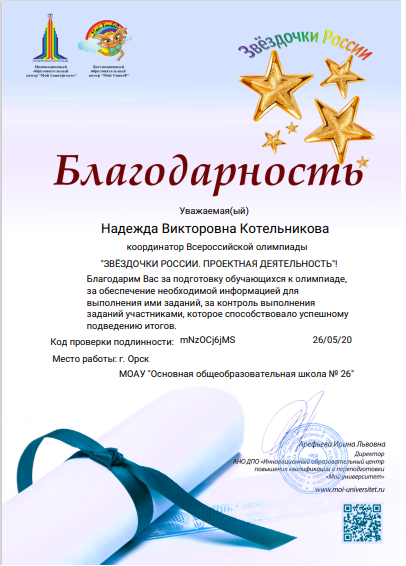 Звёздочки России
Инновационный
образовательный
центр "Мой университет"
Дистанционный
образовательный
центр "Мой Универ"
Благодарность
Уважаемая(ый)
Надежда Викторовна Котельникова
координатор Всероссийской олимпиады
"ЗВЁЗДОЧКИ РОССИИ. ПРОЕКТНАЯ ДЕЯТЕЛЬНОСТЬ"!
Благодарим Вас за подготовку обучающихся к олимпиаде,
за обеспечение необходимой информацией для
выполнения ими заданий, за контроль выполнения
заданий участниками, которое способствовало успешному
подведению итогов.
Код проверки подлинности: mNzOCj6jMS 26/05/20
Место работы: г. Орск
МОАУ "Основная общеобразовательная школа № 26"
Арефьева Ирина Львовна
Директор
АНО ДПО «Инновационный образовательный центр
повышения квалификации и переподготовки
«Мой университет»
www.moi-universitet.ru